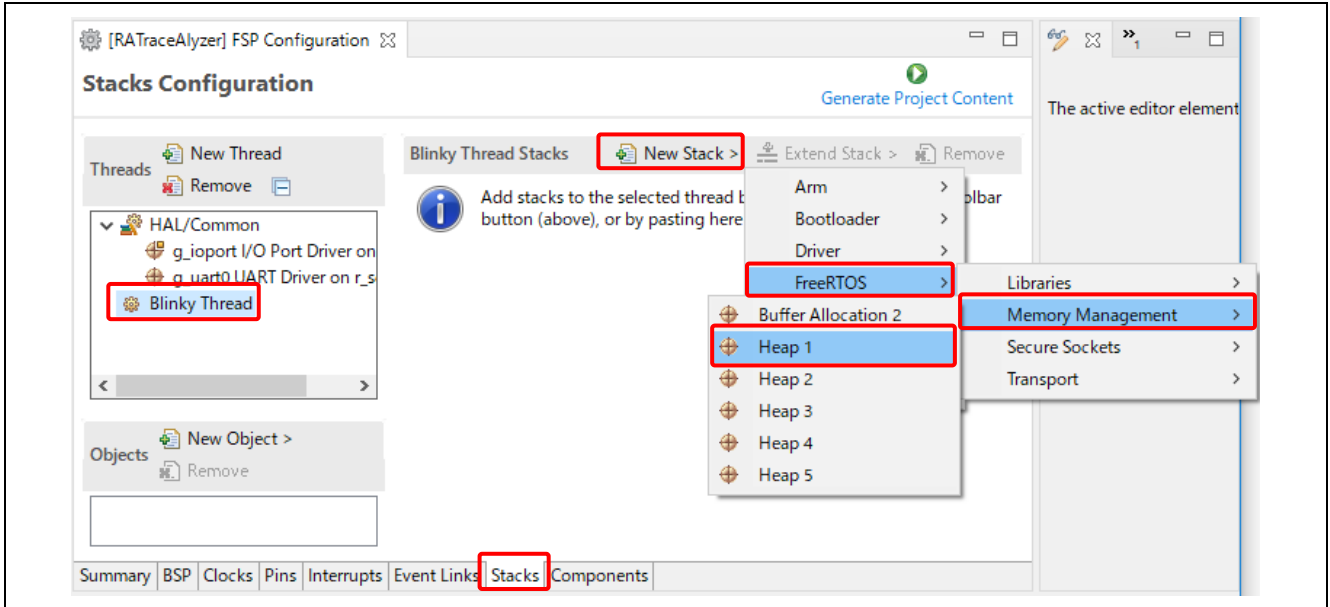 [RATraceAlyzer] FSP Configuration
Stacks Configuration
Generate Project Content
The active editor element
Threads
New Thread
Remove
HAL/Common
g_ioport I/O Port Driver on
g_uart0 UART Driver on r_s
Blinky Thread
Blinky Thread Stacks
New Stack >
Extend Stack >
Remove
Add stacks to the selected thread b
olbar
button (above), or by pasting here
Arm
Bootloader
Driver
FreeRTOS
Libraries
Memory Management
Secure Sockets
Transport
Buffer Allocation 2
Heap 1
Heap 2
Heap 3
Heap 4
Heap 5
Objects
New Object >
Remove
Summary BSP Clocks Pins Interrupts Event Links Stacks Components